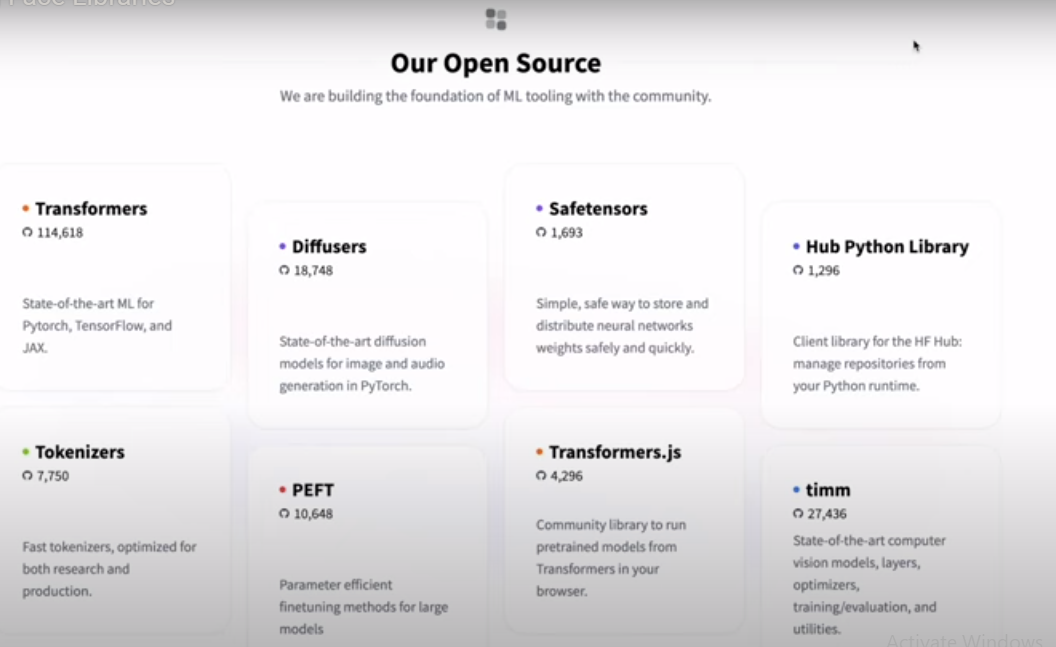 Face Libraries
Our Open Source
We are building the foundation of ML tooling with the community.
Transformers
114,618
State-of-the-art ML for
Pytorch, TensorFlow, and
JAX.
Diffusers
18,748
State-of-the-art diffusion
models for image and audio
generation in PyTorch.
Safetensors
1,693
Simple, safe way to store and
distribute neural networks
weights safely and quickly.
Hub Python Library
1,296
Client library for the HF Hub:
manage repositories from
your Python runtime.
Tokenizers
7,750
Fast tokenizers, optimized for
both research and
production.
PEFT
10,648
Parameter efficient
finetuning methods for large
models
Transformers.js
4,296
Community library to run
pretrained models from
Transformers in your
browser.
timm
27,436
State-of-the-art computer
vision models, layers,
optimizers,
training/evaluation, and
utilities.
Activate Windows